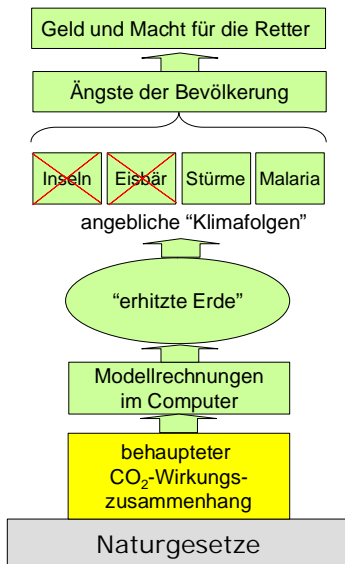 Geld und Macht für die Retter
Ängste der Bevölkerung
Inseln Eisbär Stürme Malaria
angebliche “Klimafolgen”
“erhitzte Erde”
Modellrechnungen
im Computer
behaupteter
CO₂-Wirkungs-
zusammenhang
Naturgesetze